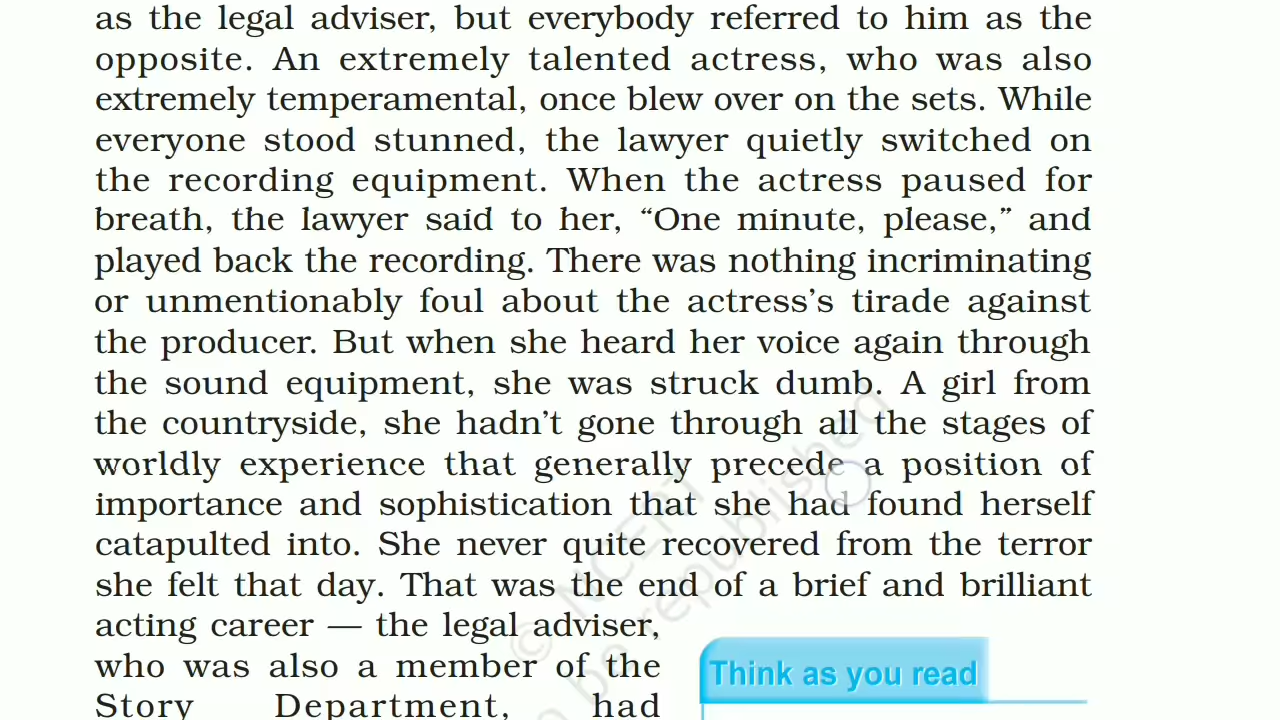 as the legal adviser, but everybody referred to him as the
opposite. An extremely talented actress, who was also
extremely temperamental, once blew over on the sets. While
everyone stood stunned, the lawyer quietly switched on
the recording equipment. When the actress paused for
breath, the lawyer said to her, “One minute, please,” and
played back the recording. There was nothing incriminating
or unmentionably foul about the actress’s tirade against
the producer. But when she heard her voice again through
the sound equipment, she was struck dumb. A girl from
the countryside, she hadn’t gone through all the stages of
worldly experience that generally precede a position of
importance and sophistication that she had found herself
catapulted into. She never quite recovered from the terror
she felt that day. That was the end of a brief and brilliant
acting career — the legal adviser,
who was also a member of the
Story Department, had
Think as you read
© NCERT
o be republished